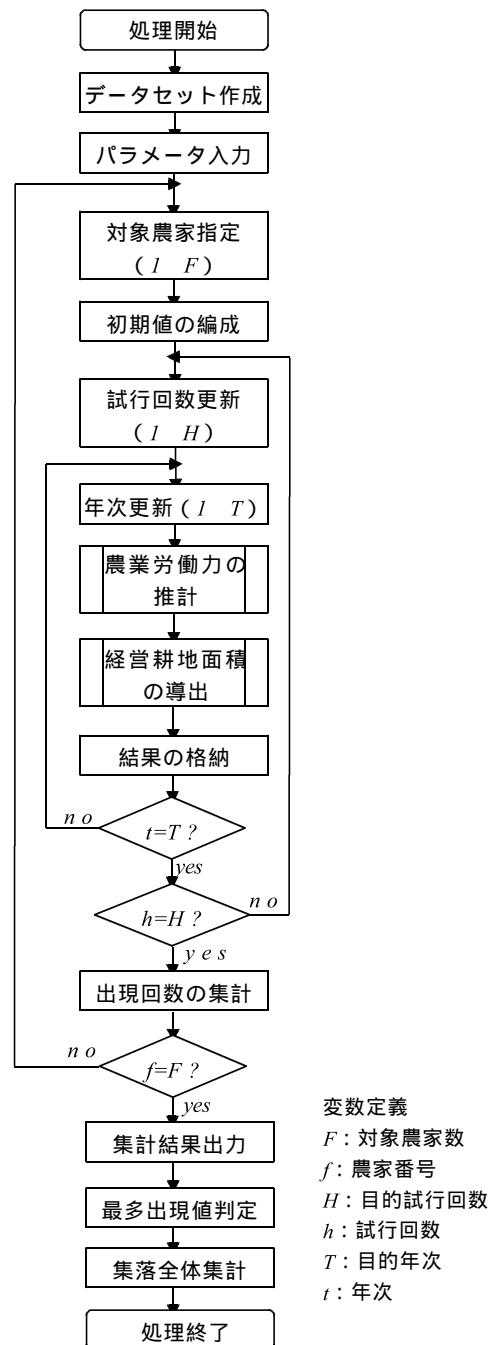 処理開始
データセット作成
パラメータ入力
対象農家指定
(1 F)
初期値の編成
試行回数更新
(1 H)
年次更新(1 T)
農業労働力の
推計
経営耕地面積
の導出
結果の格納
no
t=T?
yes
h=H?
no
yes
出現回数の集計
no
f=F?
yes
集計結果出力
最多出現値判定
集落全体集計
処理終了
変数定義
F:対象農家数
f:農家番号
H:目的試行回数
h:試行回数
T:目的年次
t:年次